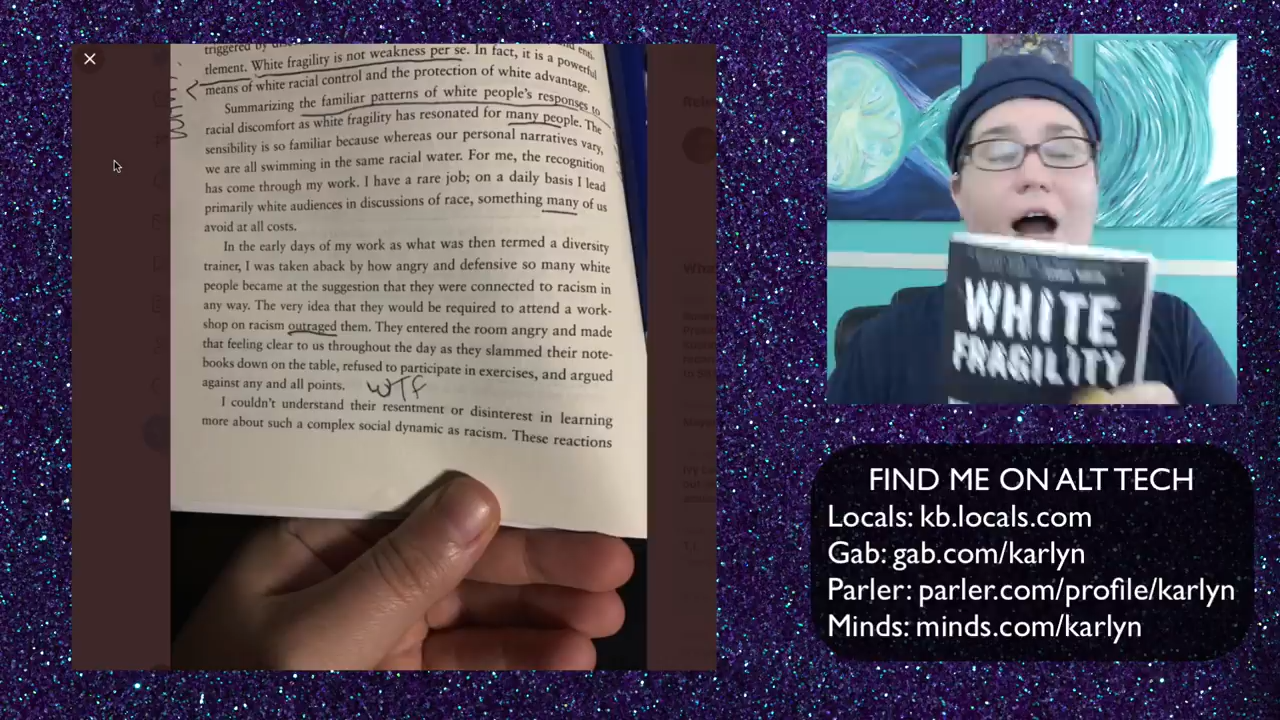 tlement. White fragility is not weakness per se. In fact, it is a powerful
means of white racial control and the protection of white advantage.
Summarizing the familiar patterns of white people's responses to
racial discomfort as white fragility has resonated for many people. The
sensibility is so familiar because whereas our personal narratives vary,
we are all swimming in the same racial water. For me, the recognition
has come through my work. I have a rare job; on a daily basis I lead
primarily white audiences in discussions of race, something many of us
avoid at all costs.
In the early days of my work as what was then termed a diversity
trainer, I was taken aback by how angry and defensive so many white
people became at the suggestion that they were connected to racism in
any way. The very idea that they would be required to attend a work-
shop on racism outraged them. They entered the room angry and made
that feeling clear to us throughout the day as they slammed their note-
books down on the table, refused to participate in exercises, and argued
against any and all points.
WTF
I couldn't understand their resentment or disinterest in learning
more about such a complex social dynamic as racism. These reactions
WHITE
FRAGILITY
FIND ME ON ALT TECH
Locals: kb.locals.com
Gab: gab.com/karlyn
Parler: parler.com/profile/karlyn
Minds: minds.com/karlyn